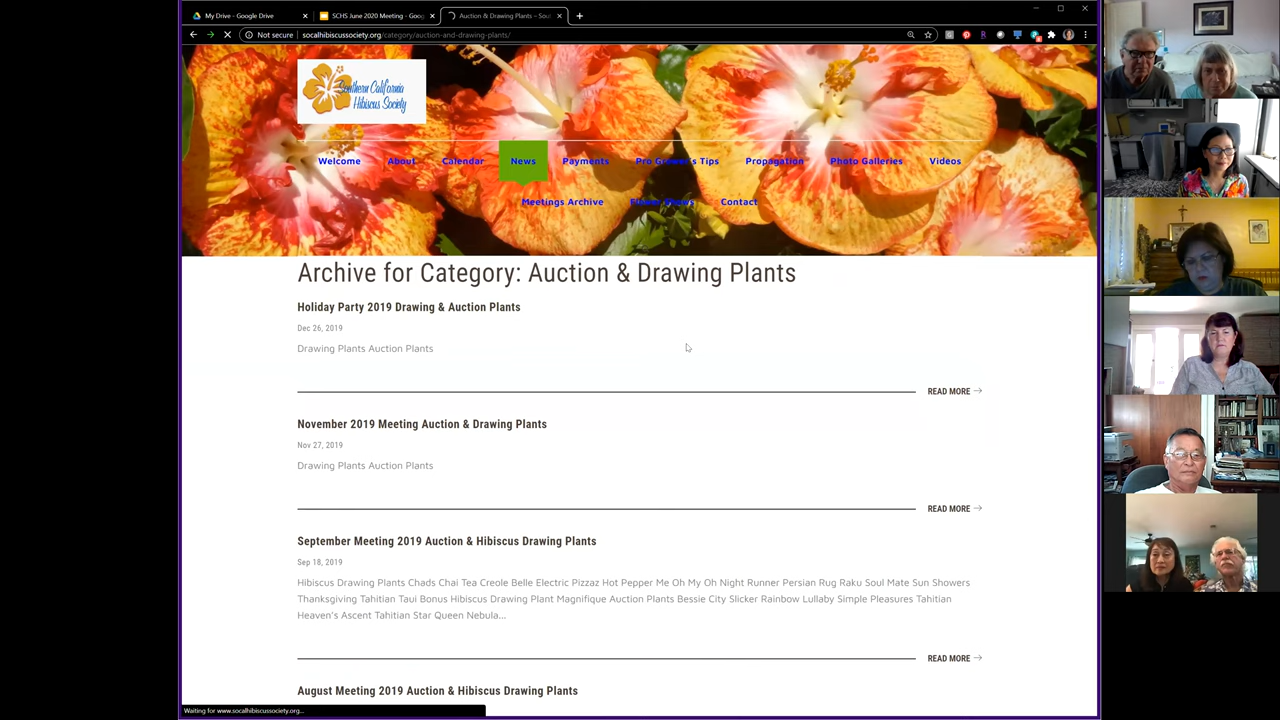 My Drive - Google Drive
SCHS June 2020 Meeting - Goog
Auction & Drawing Plants – Sou
Not secure
socalhibiscussociety.org/category/auction-and-drawing-plants/
Southern California
Hibiscus Society
Welcome
About
Calendar
News
Payments
Pro Grower's Tips
Propagation
Photo Galleries
Videos
Meetings Archive
Flower Shows
Contact
Archive for Category: Auction & Drawing Plants
Holiday Party 2019 Drawing & Auction Plants
Dec 26, 2019
Drawing Plants Auction Plants
READ MORE
November 2019 Meeting Auction & Drawing Plants
Nov 27, 2019
Drawing Plants Auction Plants
READ MORE
September Meeting 2019 Auction & Hibiscus Drawing Plants
Sep 18, 2019
Hibiscus Drawing Plants Chads Chai Tea Creole Belle Electric Pizzaz Hot Pepper Me Oh My Oh Night Runner Persian Rug Raku Soul Mate Sun Showers
Thanksgiving Tahitian Taui Bonus Hibiscus Drawing Plant Magnifique Auction Plants Bessie City Slicker Rainbow Lullaby Simple Pleasures Tahitian
Heaven's Ascent Tahitian Star Queen Nebula...
READ MORE
August Meeting 2019 Auction & Hibiscus Drawing Plants
Waiting for www.socalhibiscussociety.org...